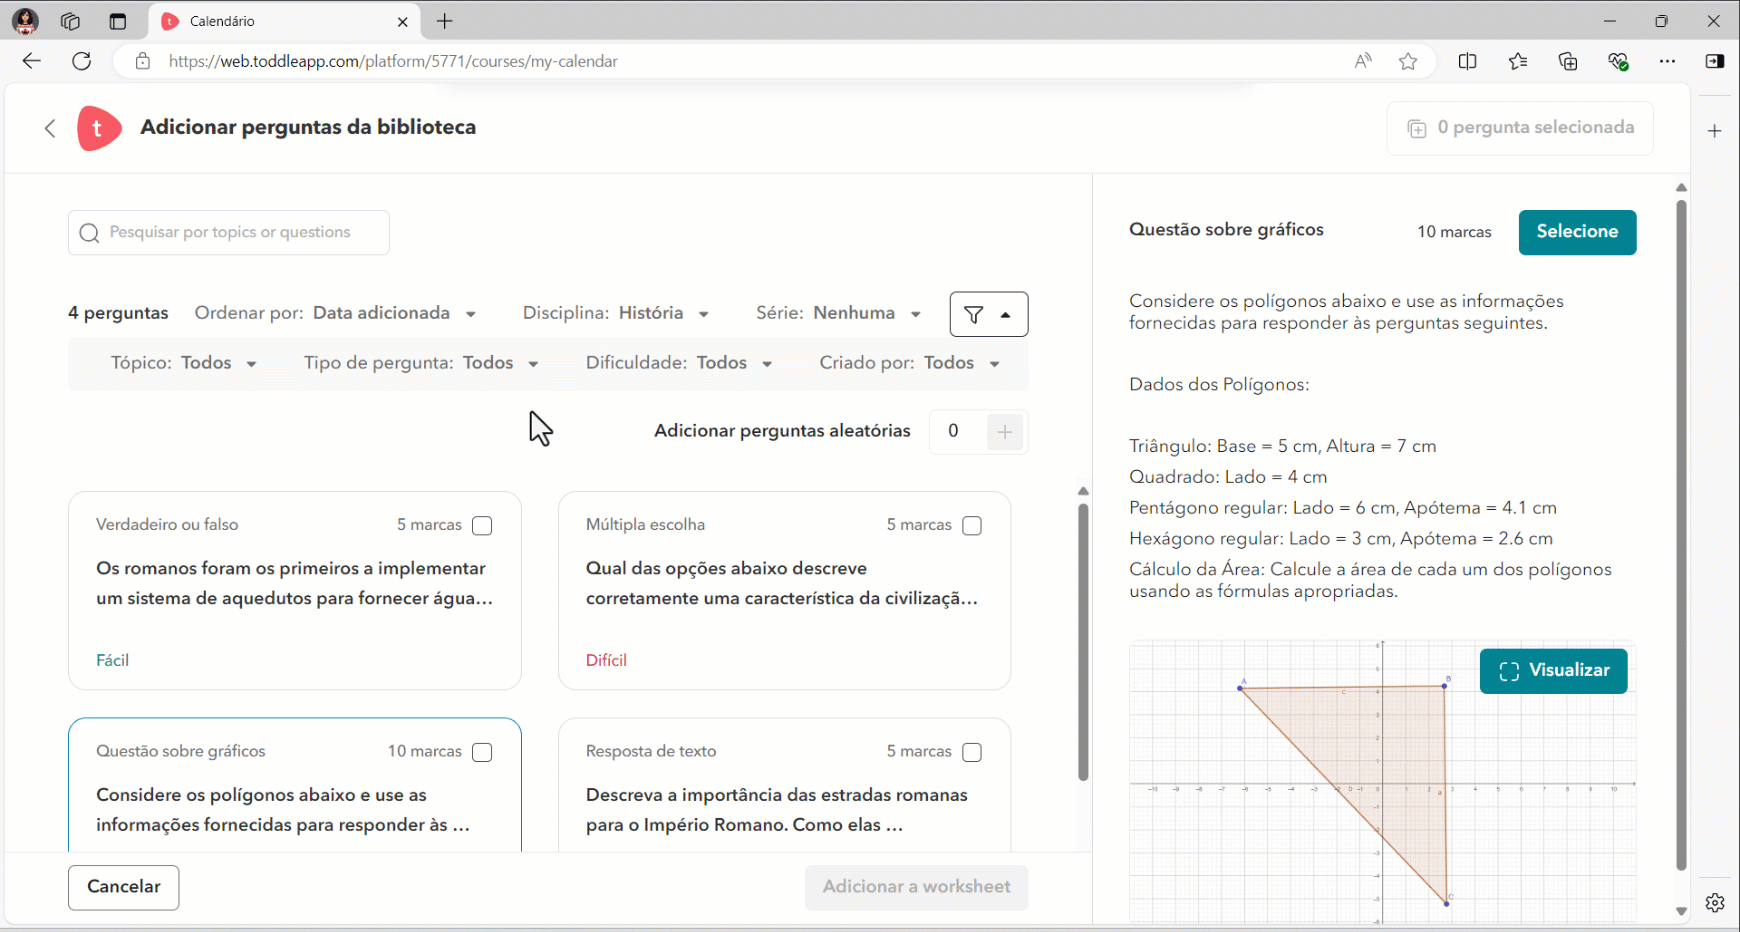 Calendário
https://web.toddleapp.com/platform/5771/courses/my-calendar
t
Adicionar perguntas da biblioteca
0 pergunta selecionada
Pesquisar por topics or questions
4 perguntas
Ordenar por: Data adicionada
Disciplina: História
Série: Nenhuma
Tópico: Todos
Tipo de pergunta: Todos
Dificuldade: Todos
Criado por: Todos
Adicionar perguntas aleatórias
0
Verdadeiro ou falso
5 marcas
Os romanos foram os primeiros a implementar
um sistema de aquedutos para fornecer água...
Fácil
Múltipla escolha
5 marcas
Qual das opções abaixo descreve
corretamente uma característica da civilizaçã...
Difícil
Questão sobre gráficos
10 marcas
Considere os polígonos abaixo e use as
informações fornecidas para responder às ...
Resposta de texto
5 marcas
Descreva a importância das estradas romanas
para o Império Romano. Como elas ...
Cancelar
Adicionar a worksheet
Questão sobre gráficos
10 marcas
Selecione
Considere os polígonos abaixo e use as informações
fornecidas para responder às perguntas seguintes.
Dados dos Polígonos:
Triângulo: Base = 5 cm, Altura = 7 cm
Quadrado: Lado = 4 cm
Pentágono regular: Lado = 6 cm, Apótema = 4.1 cm
Hexágono regular: Lado = 3 cm, Apótema = 2.6 cm
Cálculo da Área: Calcule a área de cada um dos polígonos
usando as fórmulas apropriadas.
Visualizar
A
B
C